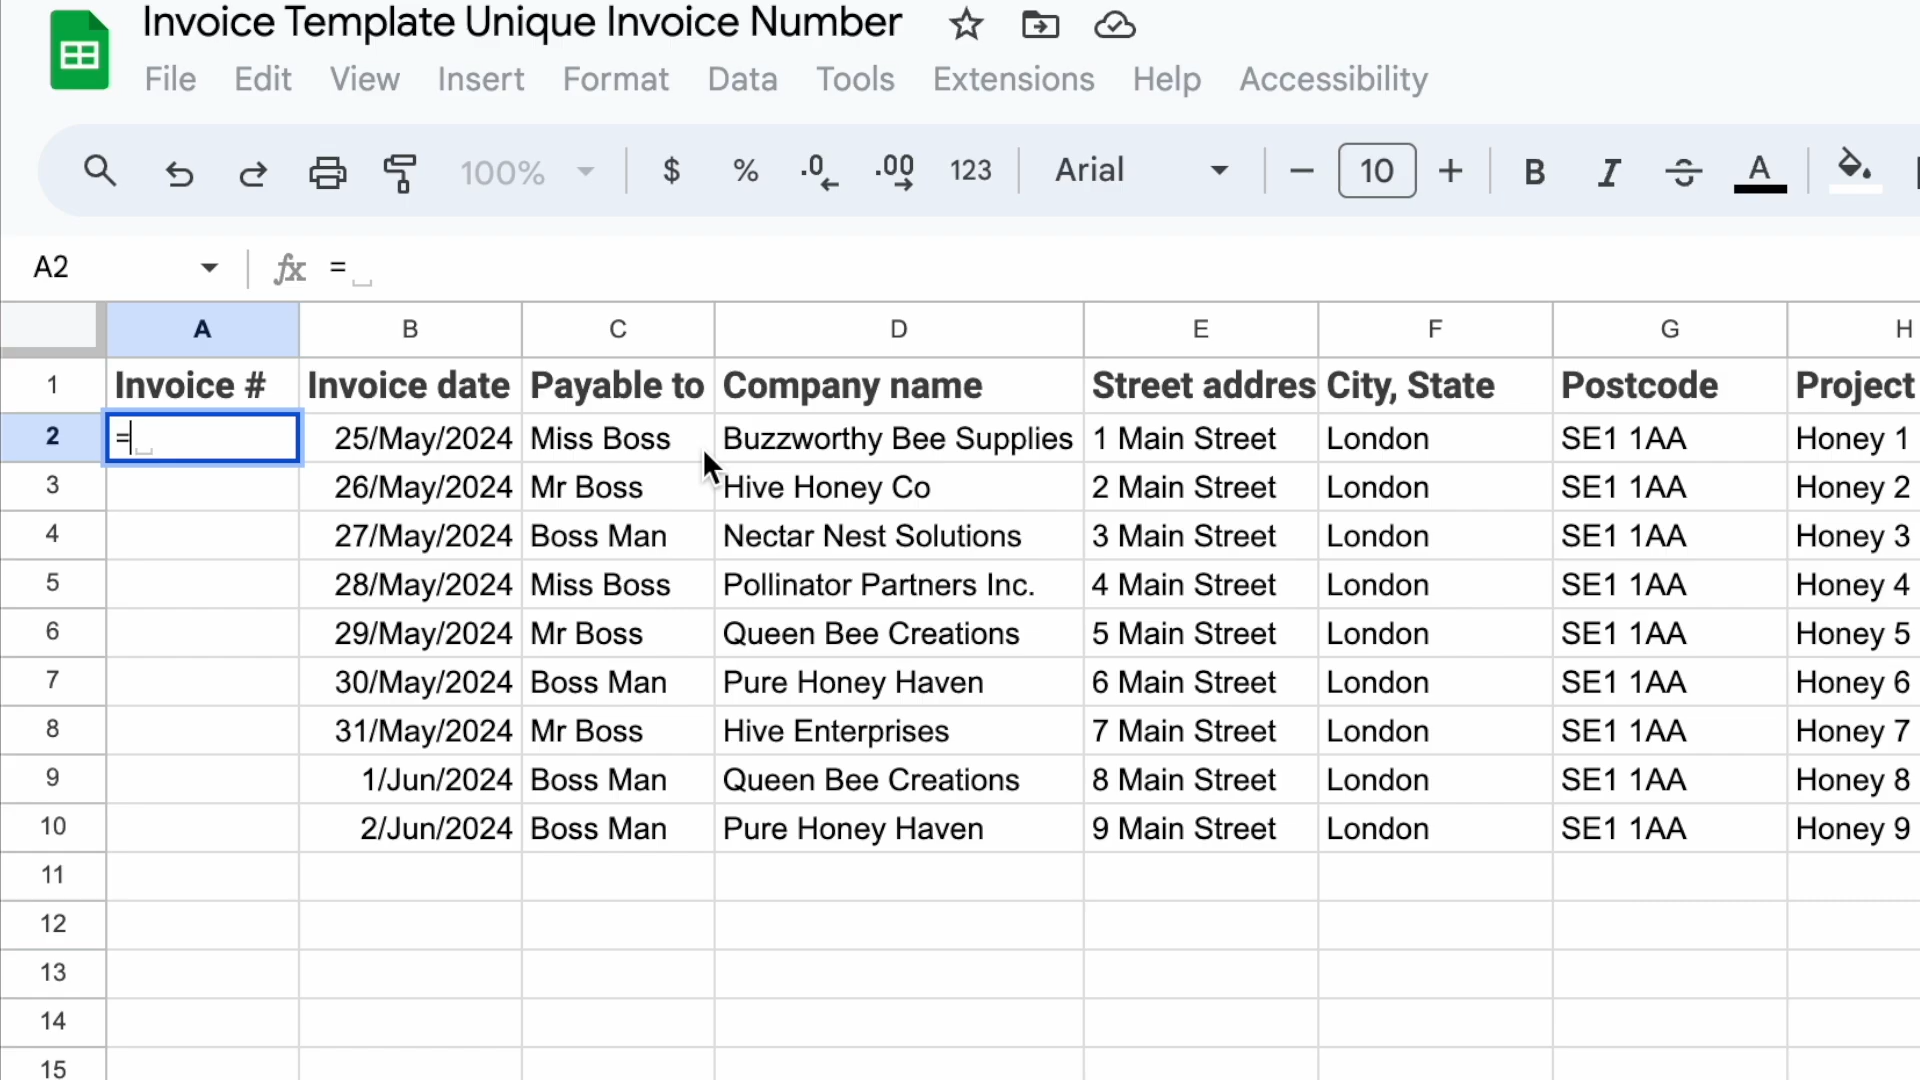 Invoice Template Unique Invoice Number
File Edit View Insert Format Data Tools Extensions Help Accessibility
100% $ % .0 .00 123 Arial 10 B I A
A2 fx =
A B C D E F G H
1 Invoice # Invoice date Payable to Company name Street addres City, State Postcode Project
2 = 25/May/2024 Miss Boss Buzzworthy Bee Supplies 1 Main Street London SE1 1AA Honey 1
3 26/May/2024 Mr Boss Hive Honey Co 2 Main Street London SE1 1AA Honey 2
4 27/May/2024 Boss Man Nectar Nest Solutions 3 Main Street London SE1 1AA Honey 3
5 28/May/2024 Miss Boss Pollinator Partners Inc. 4 Main Street London SE1 1AA Honey 4
6 29/May/2024 Mr Boss Queen Bee Creations 5 Main Street London SE1 1AA Honey 5
7 30/May/2024 Boss Man Pure Honey Haven 6 Main Street London SE1 1AA Honey 6
8 31/May/2024 Mr Boss Hive Enterprises 7 Main Street London SE1 1AA Honey 7
9 1/Jun/2024 Boss Man Queen Bee Creations 8 Main Street London SE1 1AA Honey 8
10 2/Jun/2024 Boss Man Pure Honey Haven 9 Main Street London SE1 1AA Honey 9
11
12
13
14
15